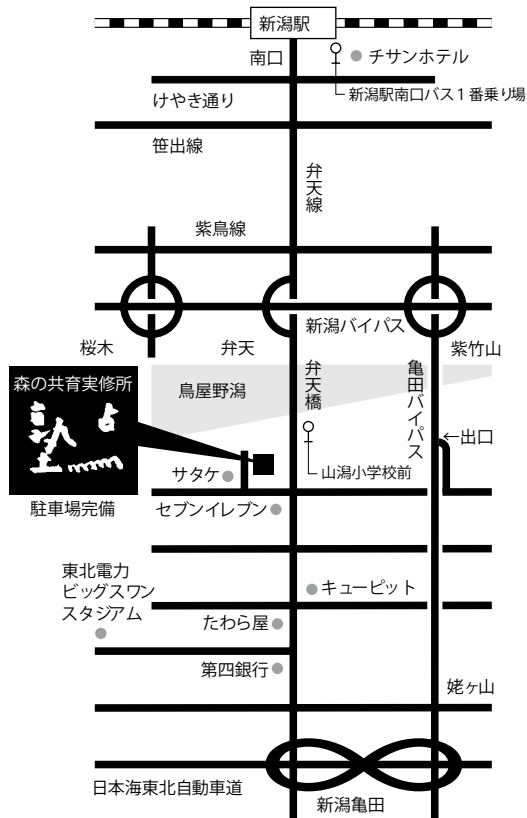 新潟駅
南口
チサンホテル
けやき通り
新潟駅南口バス1番乗り場
笹出線
弁天線
紫鳥線
新潟バイパス
桜木
弁天
紫竹山
森の共育実修所
鳥屋野潟
弁天橋
亀田バイパス
←出口
サタケ
山潟小学校前
駐車場完備
セブンイレブン
東北電力
ビッグスワン
スタジアム
キューピット
たわら屋
第四銀行
姥ヶ山
日本海東北自動車道
新潟亀田